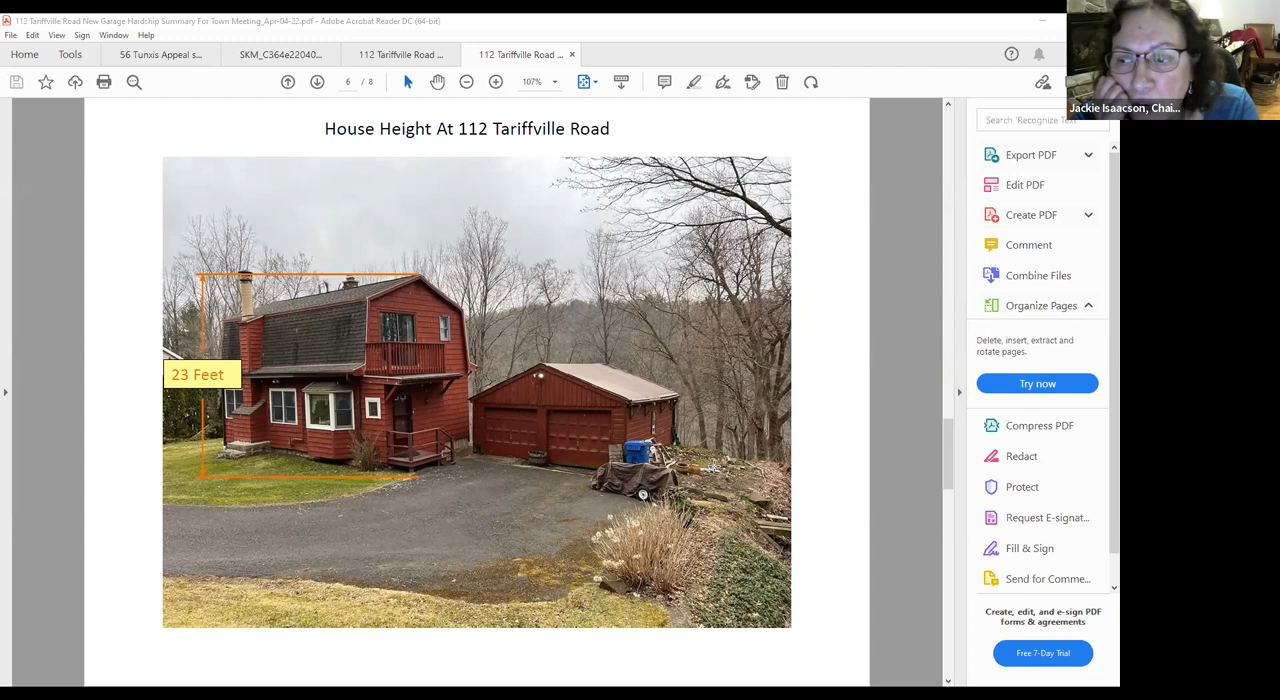 112 Tariffville Road New Garage Hardship Summary For Town Meeting_Apr-04-22.pdf - Adobe Acrobat Reader DC (64-bit)
File Edit View Sign Window Help
Home Tools 56 Tunxis Appeal s... SKM_C364e22040... 112 Tariffville Road ... 112 Tariffville Road ... ×
6 / 8 107%
Jackie Isaacson, Chai...
House Height At 112 Tariffville Road
23 Feet
Search 'Recognize Text'
Export PDF
Edit PDF
Create PDF
Comment
Combine Files
Organize Pages
Delete, insert, extract and
rotate pages.
Try now
Compress PDF
Redact
Protect
Request E-signat...
Fill & Sign
Send for Comme...
Create, edit, and e-sign PDF
forms & agreements
Free 7-Day Trial